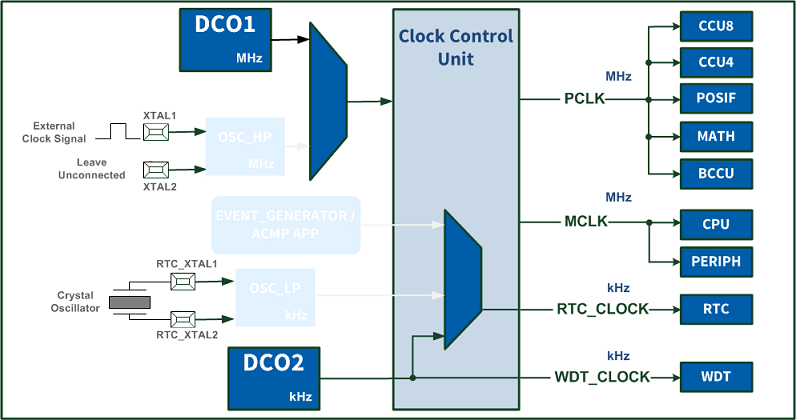 DCO1
MHz
Clock Control
Unit
CCU8
CCU4
MHz
PCLK
POSIF
MATH
BCCU
XTAL1
External
Clock Signal
OSC_HP
MHz
Leave
Unconnected
XTAL2
EVENT_GENERATOR /
ACMP APP
MHz
MCLK
CPU
PERIPH
RTC_XTAL1
Crystal
Oscillator
OSC_LP
kHz
RTC_XTAL2
kHz
RTC_CLOCK
RTC
DCO2
kHz
kHz
WDT_CLOCK
WDT